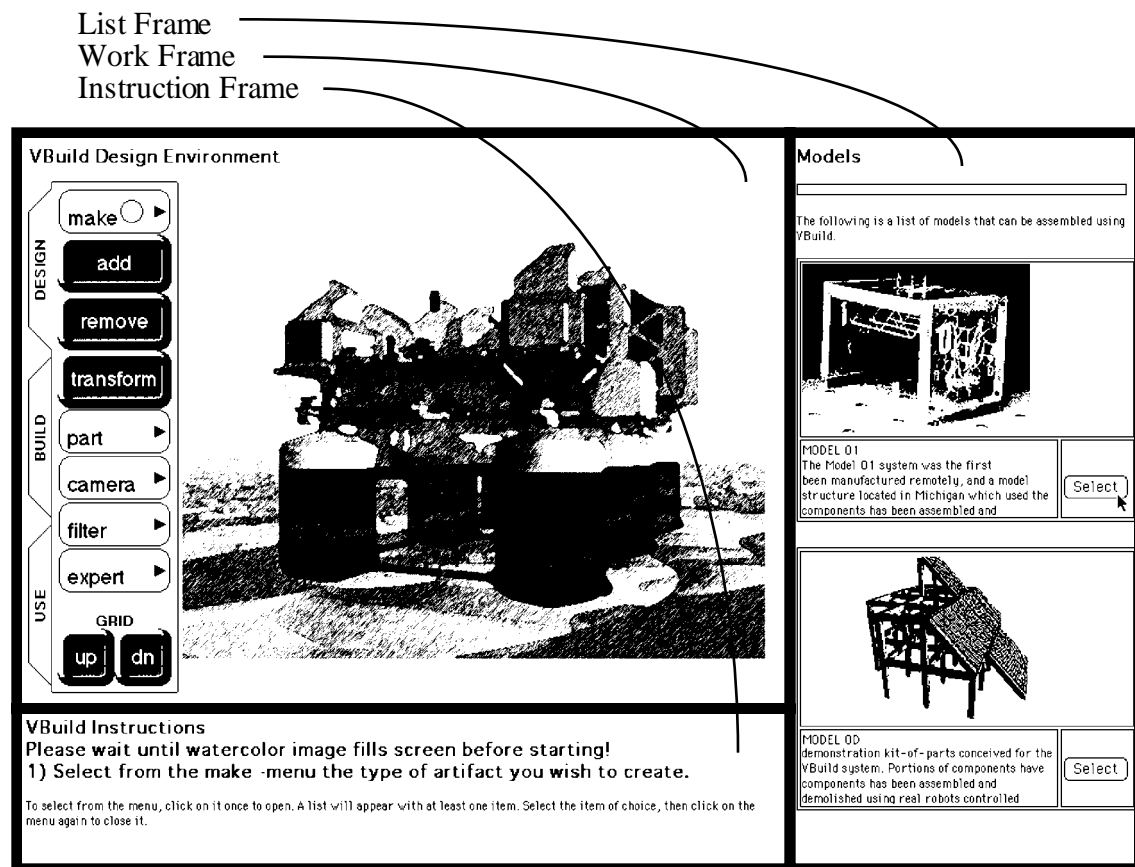 List Frame
Work Frame
Instruction Frame
VBuild Design Environment
DESIGN
BUILD
USE
make
add
remove
transform
part
camera
filter
expert
GRID
up dn
Models
The following is a list of models that can be assembled using
VBuild.
MODEL 01
The Model 01 system was the first
been manufactured remotely, and a model
structure located in Michigan which used the
components has been assembled and
Select
MODEL 0D
demonstration kit-of-parts conceived for the
VBuild system. Portions of components have
components has been assembled and
demolished using real robots controlled
Select
VBuild Instructions
Please wait until watercolor image fills screen before starting!
1) Select from the make -menu the type of artifact you wish to create.
To select from the menu, click on it once to open. A list will appear with at least one item. Select the item of choice, then click on the
menu again to close it.